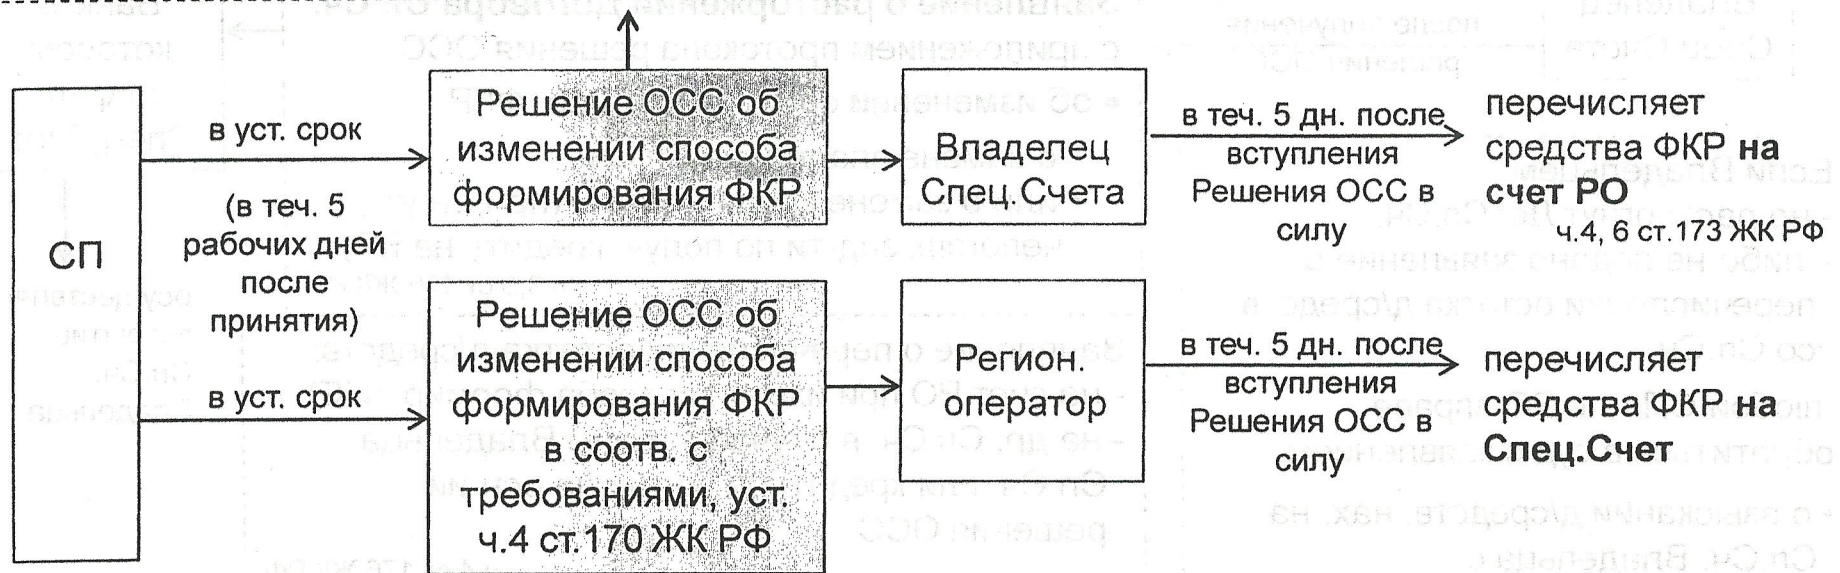 СП
в уст. срок
(в теч. 5
рабочих дней
после
принятия)
в уст. срок
Решение ОСС об
изменении способа
формирования ФКР
Владелец
Спец.Счета
в теч. 5 дн. после
вступления
Решения ОСС в
силу
перечисляет
средства ФКР на
счет РО
ч.4, 6 ст.173 ЖК РФ
Решение ОСС об
изменении способа
формирования ФКР
в соотв. с
требованиями, уст.
ч.4 ст.170 ЖК РФ
Регион.
оператор
в теч. 5 дн. после
вступления
Решения ОСС в
силу
перечисляет
средства ФКР на
Спец.Счет